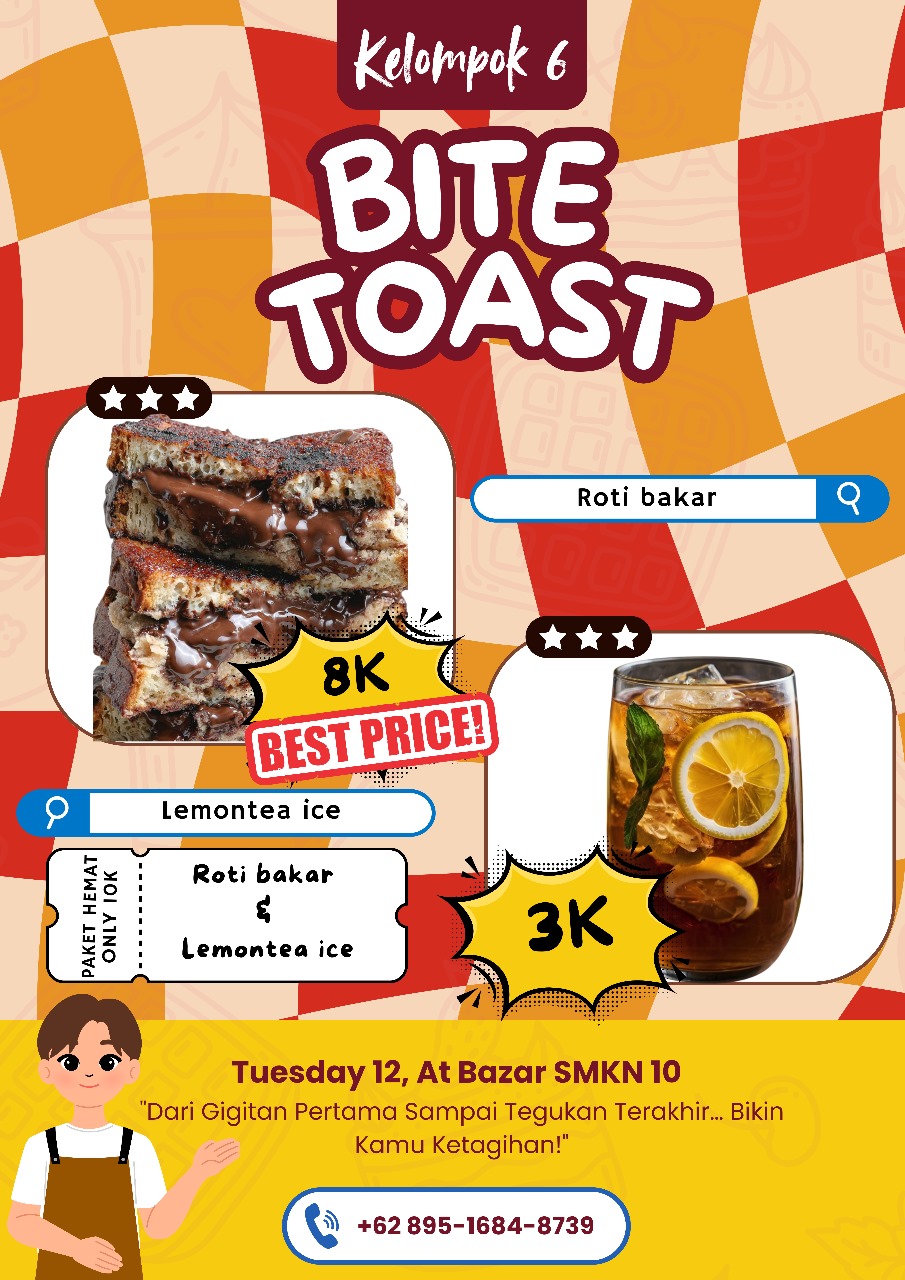 Kelompok 6
BITE
TOAST
Roti bakar
8K
BEST PRICE!
Lemontea ice
PAKET HEMAT
ONLY 10K
Roti bakar
&
Lemontea ice
3K
Tuesday 12, At Bazar SMKN 10
"Dari Gigitan Pertama Sampai Tegukan Terakhir... Bikin
Kamu Ketagihan!"
+62 895-1684-8739